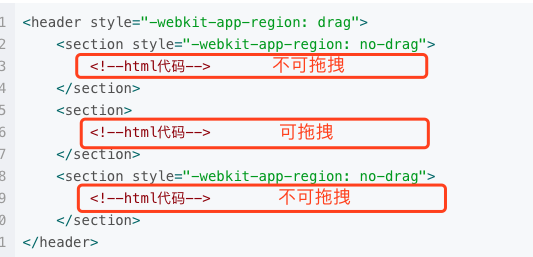 1 <header style="-webkit-app-region: drag">
2 <section style="-webkit-app-region: no-drag">
3 <!--html代码--> 不可拖拽
4 </section>
5 <section>
6 <!--html代码--> 可拖拽
7 </section>
8 <section style="-webkit-app-region: no-drag">
9 <!--html代码--> 不可拖拽
0 </section>
1 </header>